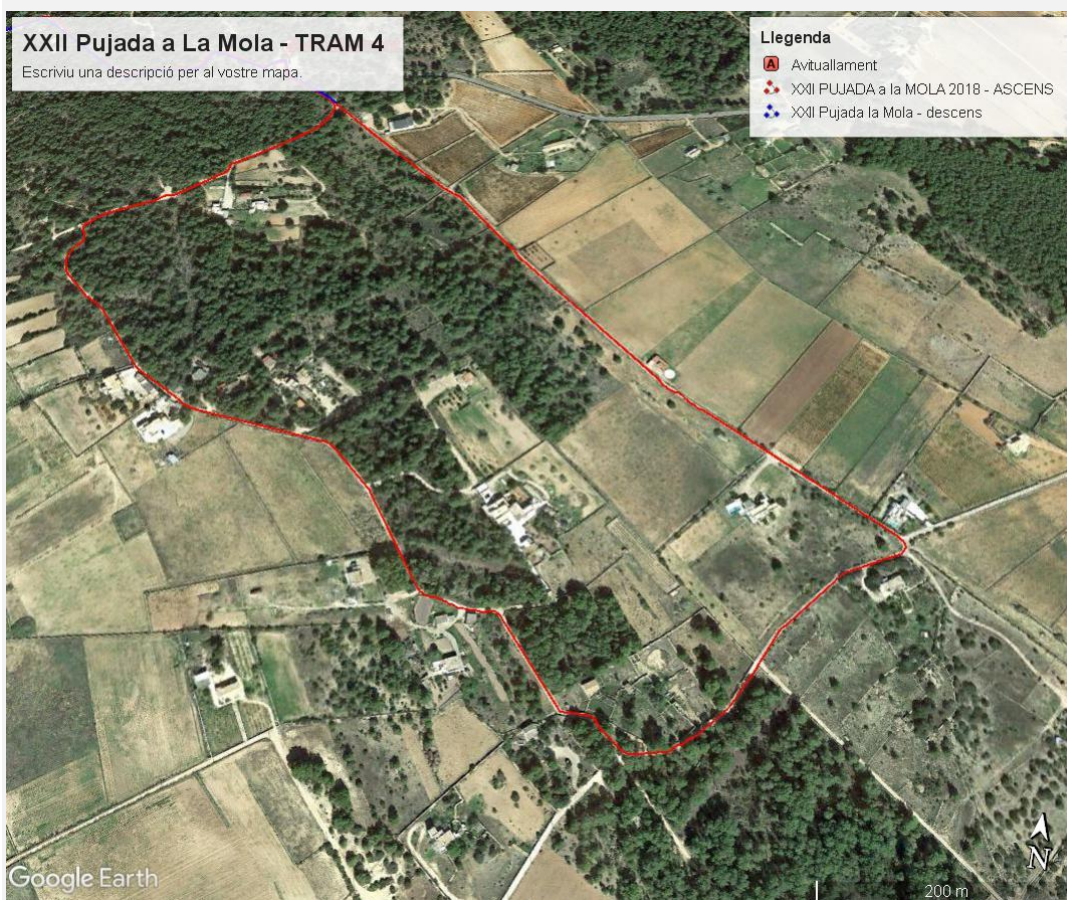 XXII Pujada a La Mola - TRAM 4
Escriviu una descripció per al vostre mapa.
Llegenda
A Avituallament
XXII PUJADA a la MOLA 2018 - ASCENS
XXII Pujada la Mola - descens
N
Google Earth
200 m